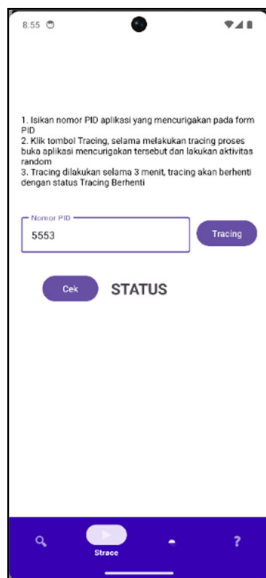 8:55
1. Isikan nomor PID aplikasi yang mencurigakan pada form
PID
2. Klik tombol Tracing, selama melakukan tracing proses
buka aplikasi mencurigakan tersebut dan lakukan aktivitas
random
3. Tracing dilakukan selama 3 menit, tracing akan berhenti
dengan status Tracing Berhenti
Nomor PID
5553
Tracing
Cek
STATUS
?
Strace